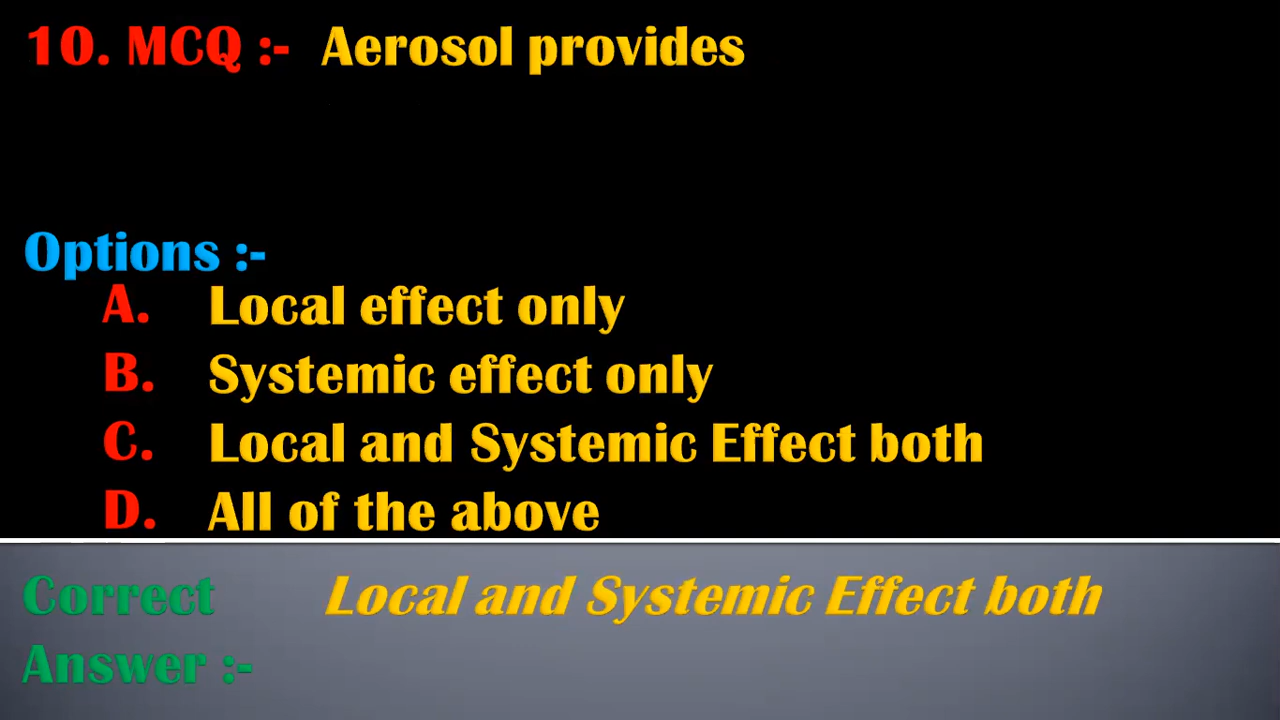 10. MCQ :- Aerosol provides
Options :-
A. Local effect only
B. Systemic effect only
C. Local and Systemic Effect both
D. All of the above
Correct Local and Systemic Effect both
Answer :-